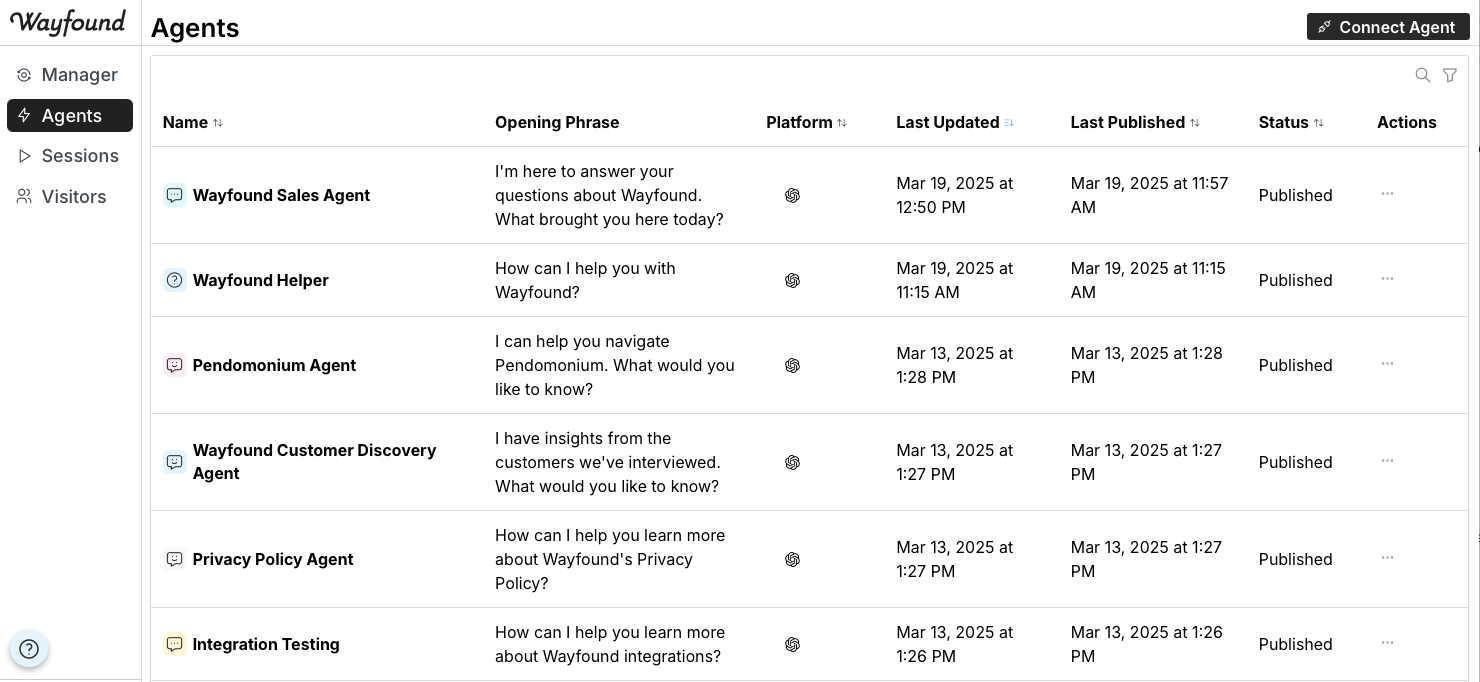 Wayfound
Agents
Connect Agent
Manager
Agents
Sessions
Visitors
Name
Opening Phrase
Platform
Last Updated
Last Published
Status
Actions
Wayfound Sales Agent
I'm here to answer your
questions about Wayfound.
What brought you here today?
Mar 19, 2025 at
12:50 PM
Mar 19, 2025 at 11:57
AM
Published
Wayfound Helper
How can I help you with
Wayfound?
Mar 19, 2025 at
11:15 AM
Mar 19, 2025 at 11:15
AM
Published
Pendomonium Agent
I can help you navigate
Pendomonium. What would you
like to know?
Mar 13, 2025 at
1:28 PM
Mar 13, 2025 at 1:28
PM
Published
Wayfound Customer Discovery
Agent
I have insights from the
customers we've interviewed.
What would you like to know?
Mar 13, 2025 at
1:27 PM
Mar 13, 2025 at 1:27
PM
Published
Privacy Policy Agent
How can I help you learn more
about Wayfound's Privacy
Policy?
Mar 13, 2025 at
1:27 PM
Mar 13, 2025 at 1:27
PM
Published
Integration Testing
How can I help you learn more
about Wayfound integrations?
Mar 13, 2025 at
1:26 PM
Mar 13, 2025 at 1:26
PM
Published